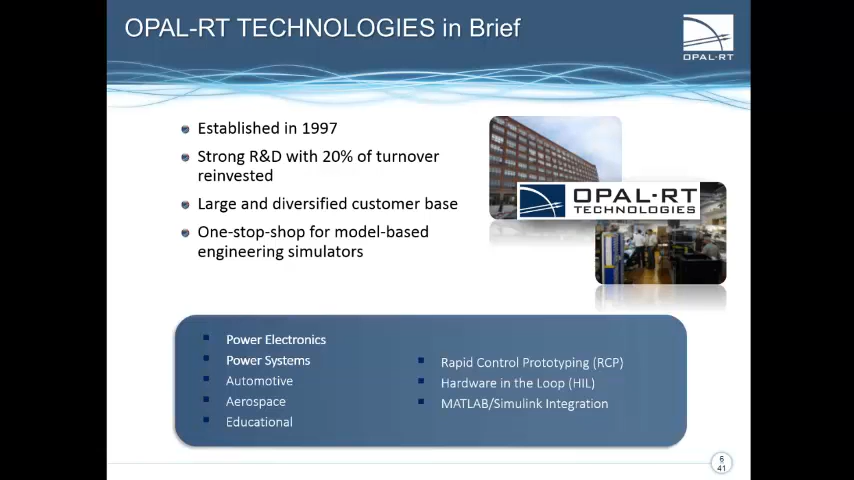 OPAL-RT TECHNOLOGIES in Brief
OPAL-RT
Established in 1997
Strong R&D with 20% of turnover
reinvested
Large and diversified customer base
One-stop-shop for model-based
engineering simulators
OPAL-RT
TECHNOLOGIES
Power Electronics
Power Systems
Automotive
Aerospace
Educational
Rapid Control Prototyping (RCP)
Hardware in the Loop (HIL)
MATLAB/Simulink Integration
6
41